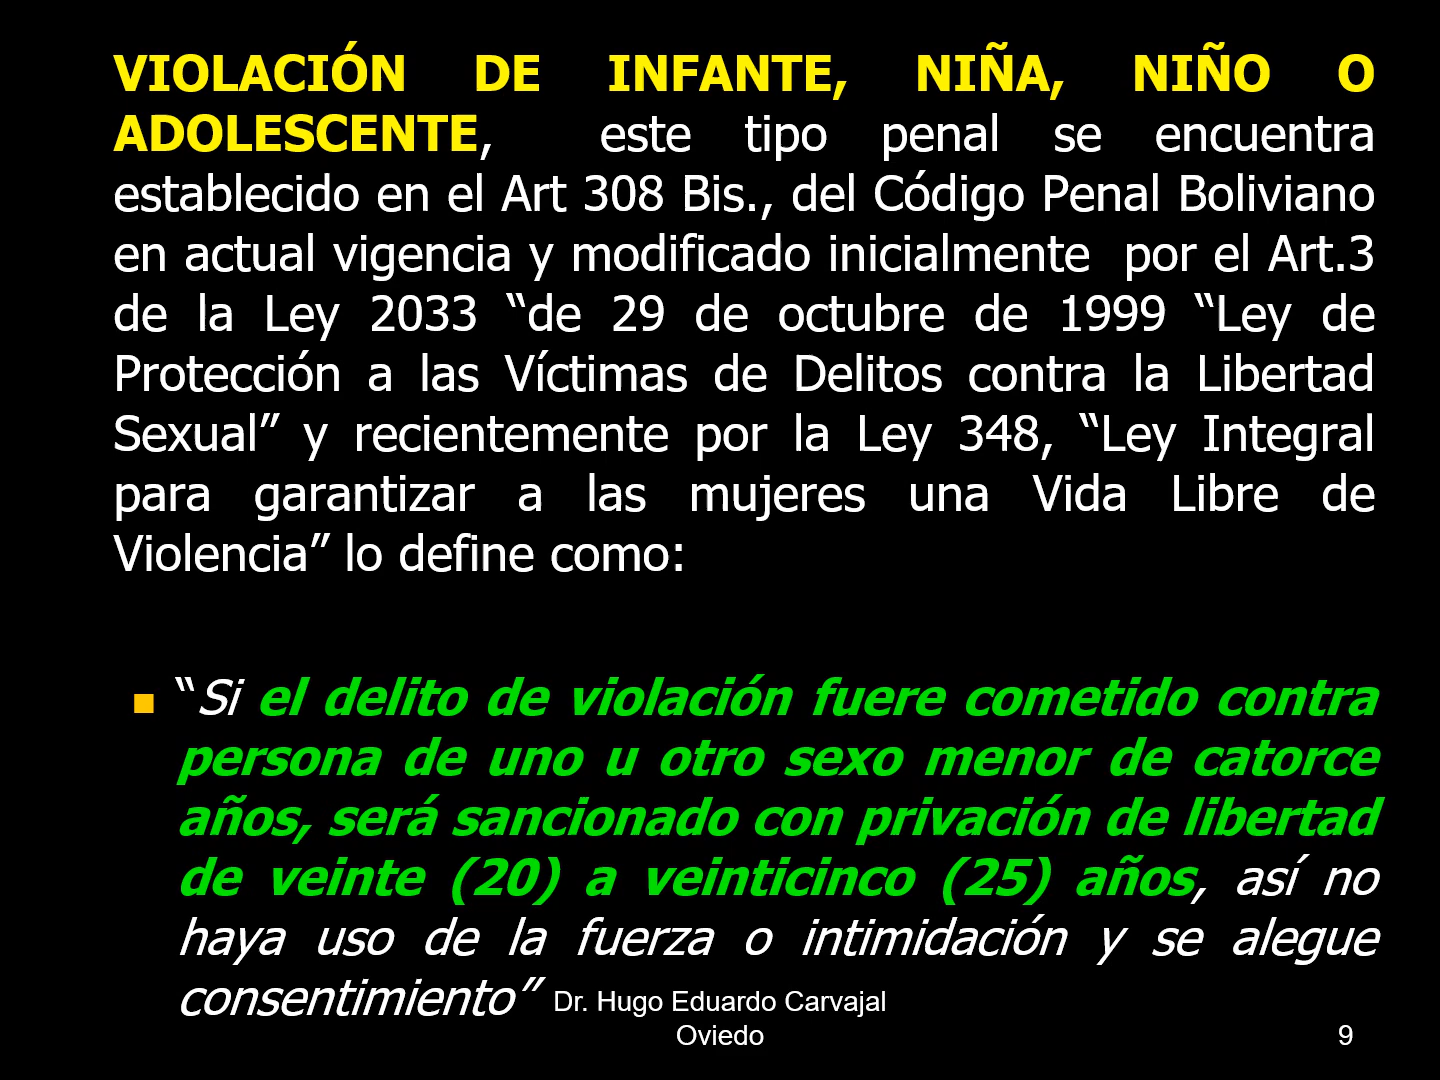 VIOLACIÓN DE INFANTE, NIÑA, NIÑO O
ADOLESCENTE, este tipo penal se encuentra
establecido en el Art 308 Bis., del Código Penal Boliviano
en actual vigencia y modificado inicialmente por el Art.3
de la Ley 2033 “de 29 de octubre de 1999 “Ley de
Protección a las Víctimas de Delitos contra la Libertad
Sexual” y recientemente por la Ley 348, “Ley Integral
para garantizar a las mujeres una Vida Libre de
Violencia” lo define como:
“Si el delito de violación fuere cometido contra
persona de uno u otro sexo menor de catorce
años, será sancionado con privación de libertad
de veinte (20) a veinticinco (25) años, así no
haya uso de la fuerza o intimidación y se alegue
consentimiento”
Dr. Hugo Eduardo Carvajal
Oviedo
9